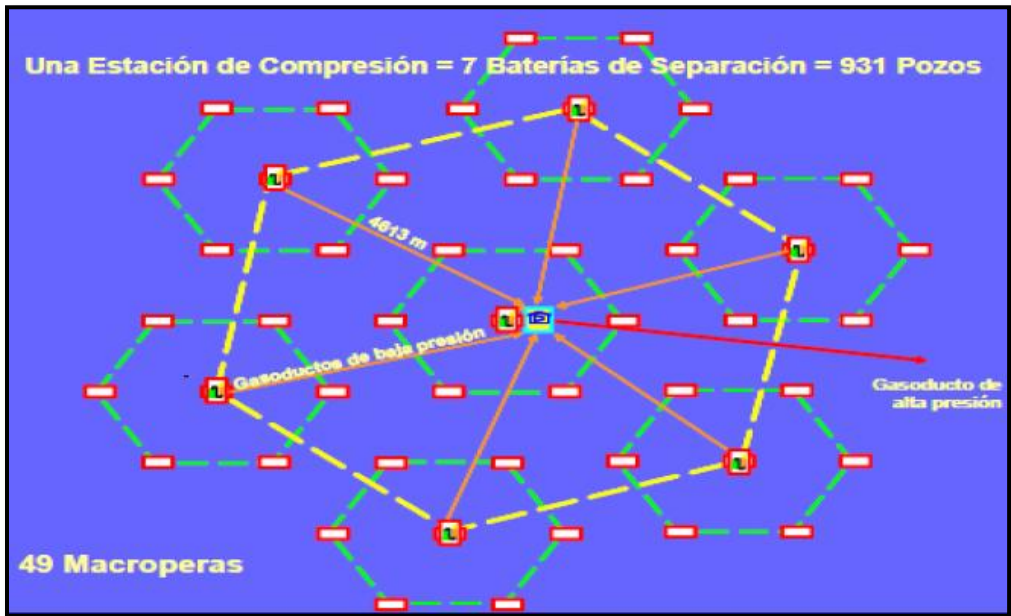 Una Estación de Compresión = 7 Baterías de Separación = 931 Pozos
4613 m
Gasoductos de baja presión
Gasoducto de
alta presión
49 Macroperas